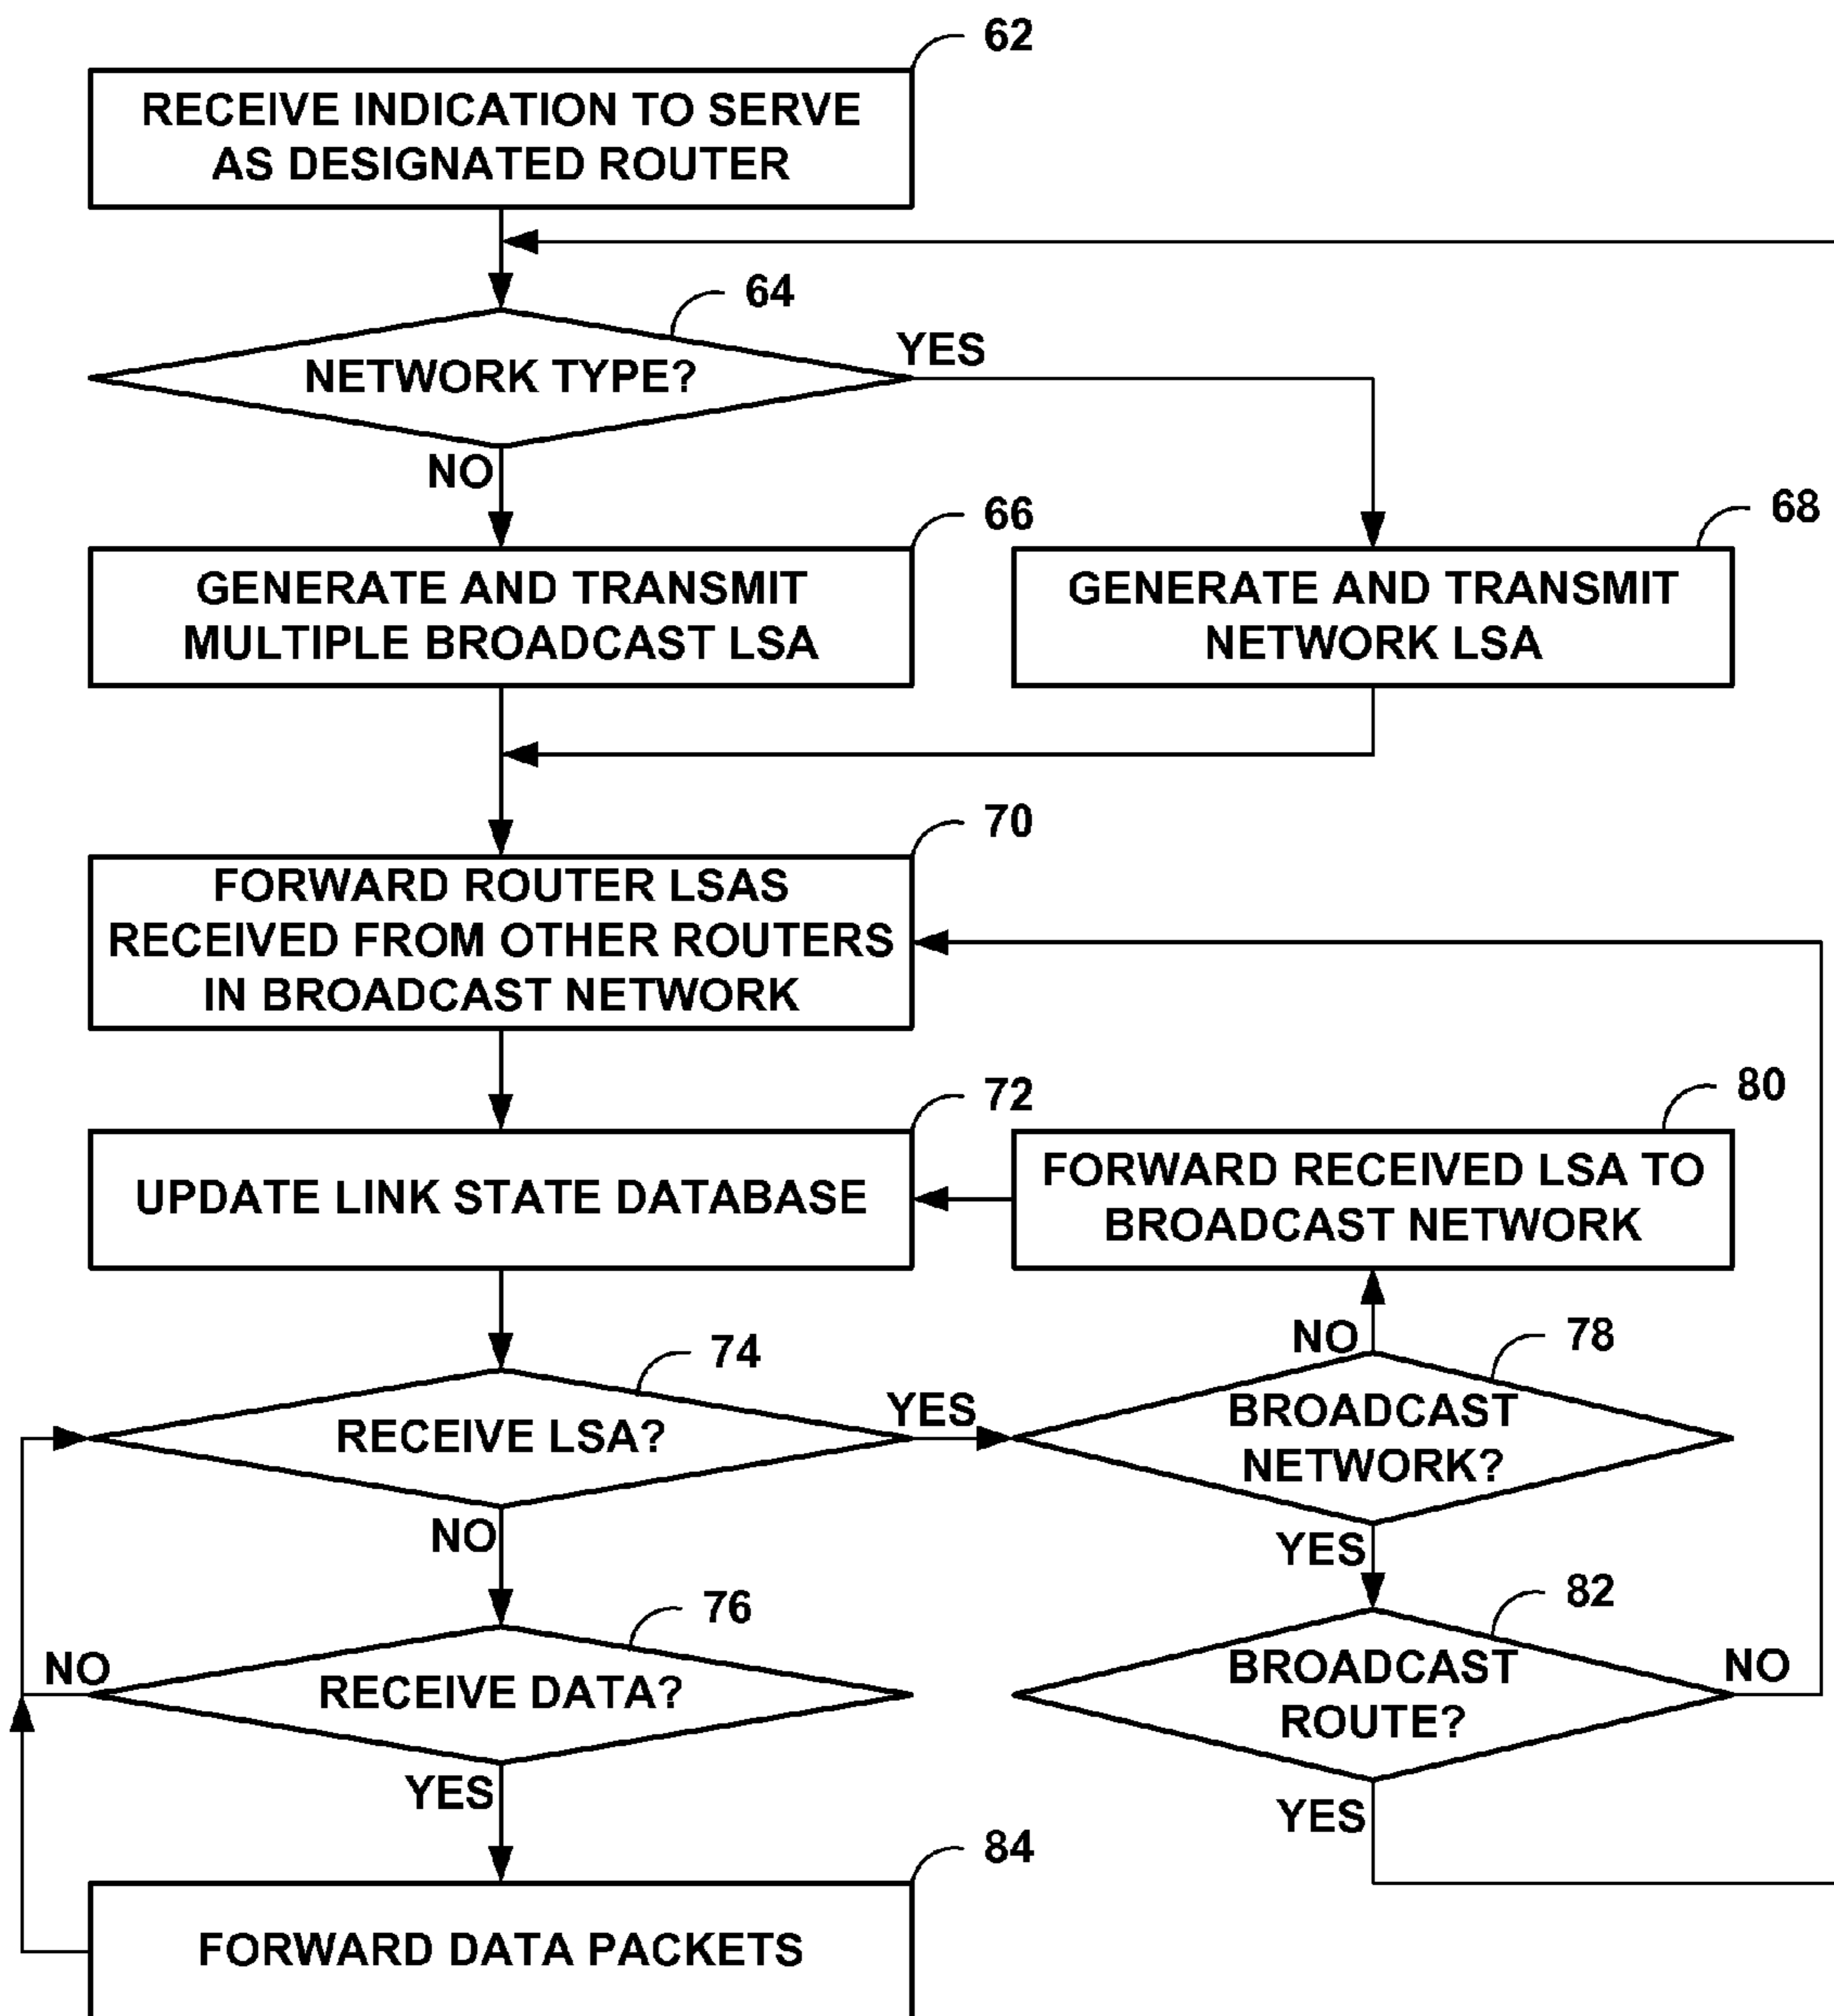 62
RECEIVE INDICATION TO SERVE
AS DESIGNATED ROUTER
64
NETWORK TYPE?
YES
NO
66
GENERATE AND TRANSMIT
MULTIPLE BROADCAST LSA
68
GENERATE AND TRANSMIT
NETWORK LSA
70
FORWARD ROUTER LSAS
RECEIVED FROM OTHER ROUTERS
IN BROADCAST NETWORK
72
UPDATE LINK STATE DATABASE
80
FORWARD RECEIVED LSA TO
BROADCAST NETWORK
74
RECEIVE LSA?
YES
NO
78
BROADCAST
NETWORK?
NO
YES
76
RECEIVE DATA?
NO
YES
82
BROADCAST
ROUTE?
NO
YES
84
FORWARD DATA PACKETS